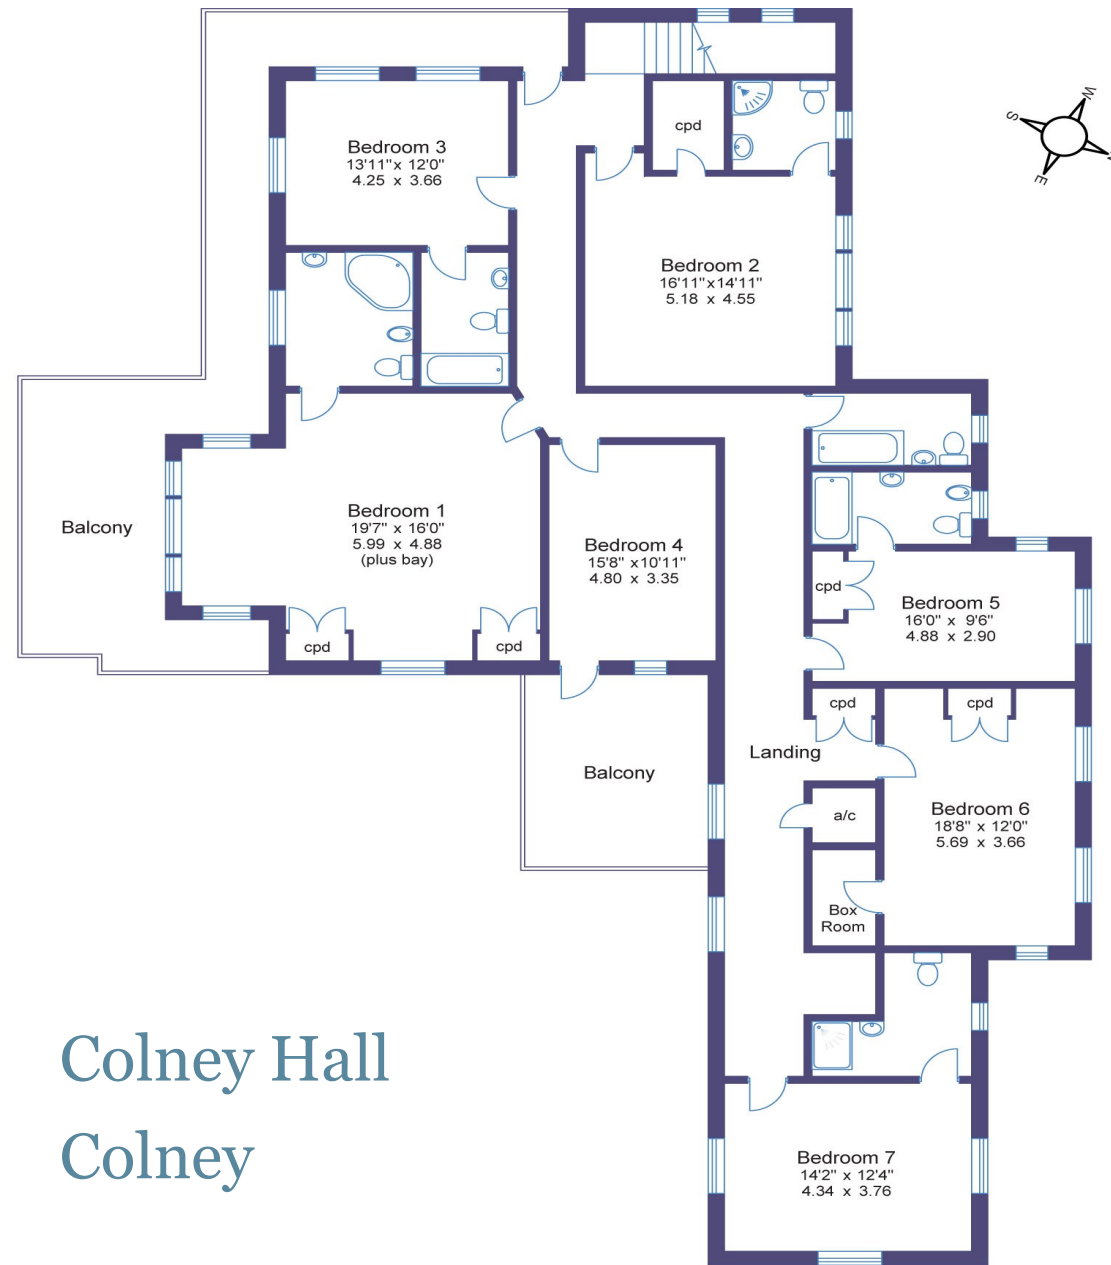 W
S
E
cpd
Bedroom 3
13'11"x 12'0"
4.25 x 3.66
Bedroom 2
16'11"x14'11"
5.18 x 4.55
Balcony
Bedroom 1
19'7" x 16'0"
5.99 x 4.88
(plus bay)
cpd
cpd
Bedroom 4
15'8" x10'11"
4.80 x 3.35
cpd
Bedroom 5
16'0" x 9'6"
4.88 x 2.90
cpd
cpd
Landing
Balcony
a/c
Bedroom 6
18'8" x 12'0"
5.69 x 3.66
Box
Room
Bedroom 7
14'2" x 12'4"
4.34 x 3.76
Colney Hall
Colney